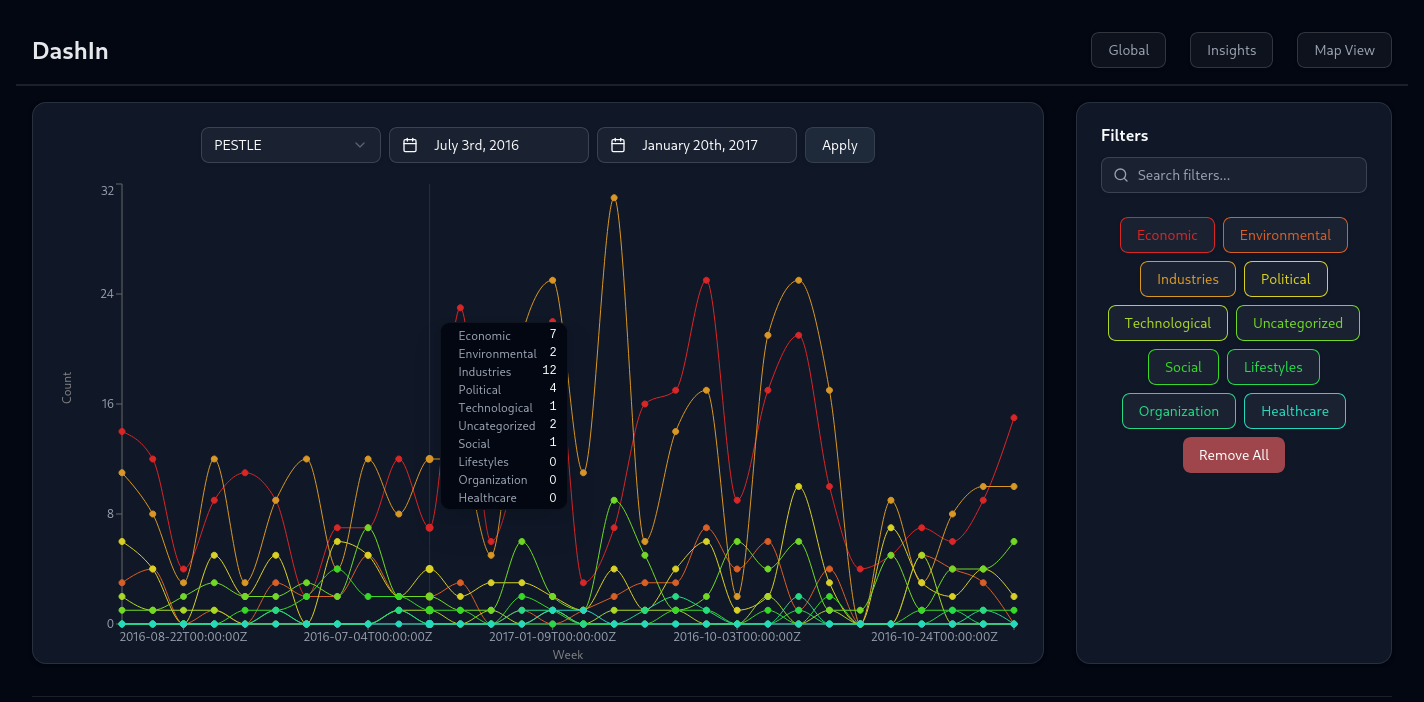 DashIn
Global Insights Map View
PESTLE July 3rd, 2016 January 20th, 2017 Apply
32
24
16
8
0
Count
Economic 7
Environmental 2
Industries 12
Political 4
Technological 1
Uncategorized 2
Social 1
Lifestyles 0
Organization 0
Healthcare 0
2016-08-22T00:00:00Z 2016-07-04T00:00:00Z 2017-01-09T00:00:00Z 2016-10-03T00:00:00Z 2016-10-24T00:00:00Z
Week
Filters
Search filters...
Economic Environmental
Industries Political
Technological Uncategorized
Social Lifestyles
Organization Healthcare
Remove All